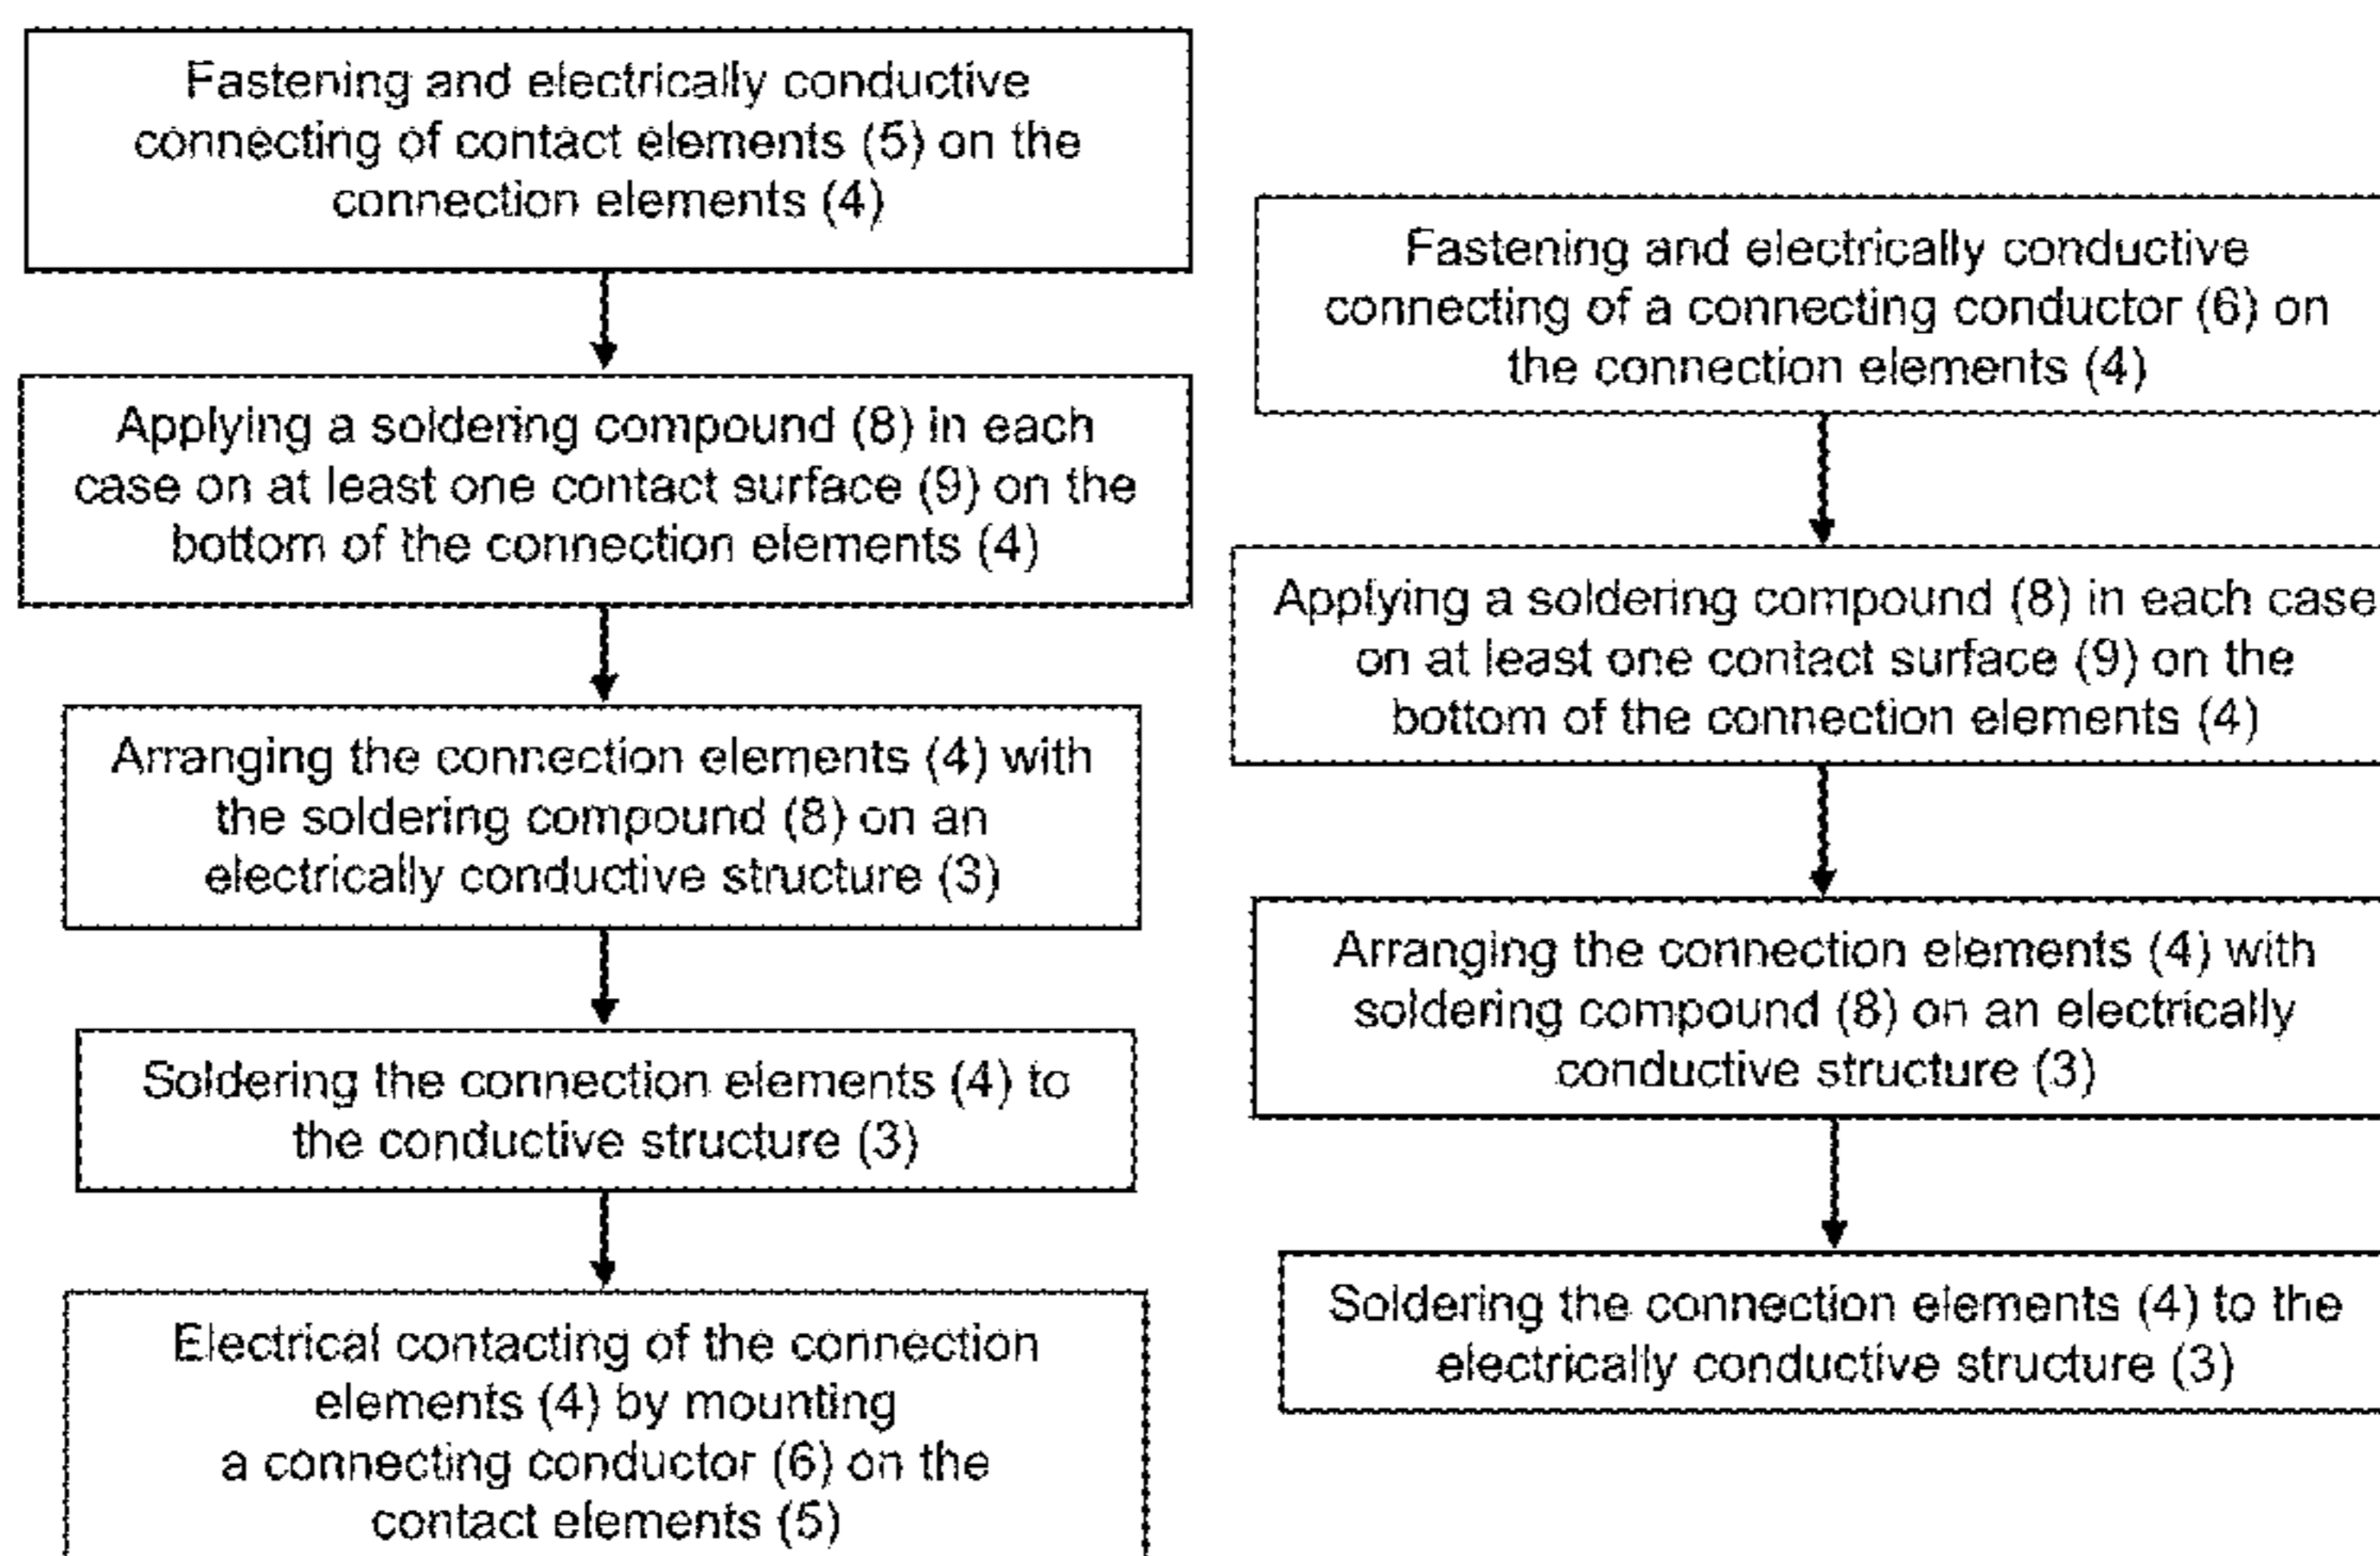 Fastening and electrically conductive
connecting of contact elements (5) on the
connection elements (4)
Applying a soldering compound (8) in each
case on at least one contact surface (9) on the
bottom of the connection elements (4)
Arranging the connection elements (4) with
the soldering compound (8) on an
electrically conductive structure (3)
Soldering the connection elements (4) to
the conductive structure (3)
Electrical contacting of the connection
elements (4) by mounting
a connecting conductor (6) on the
contact elements (5)
Fastening and electrically conductive
connecting of a connecting conductor (6) on
the connection elements (4)
Applying a soldering compound (8) in each case
on at least one contact surface (9) on the
bottom of the connection elements (4)
Arranging the connection elements (4) with
soldering compound (8) on an electrically
conductive structure (3)
Soldering the connection elements (4) to the
electrically conductive structure (3)